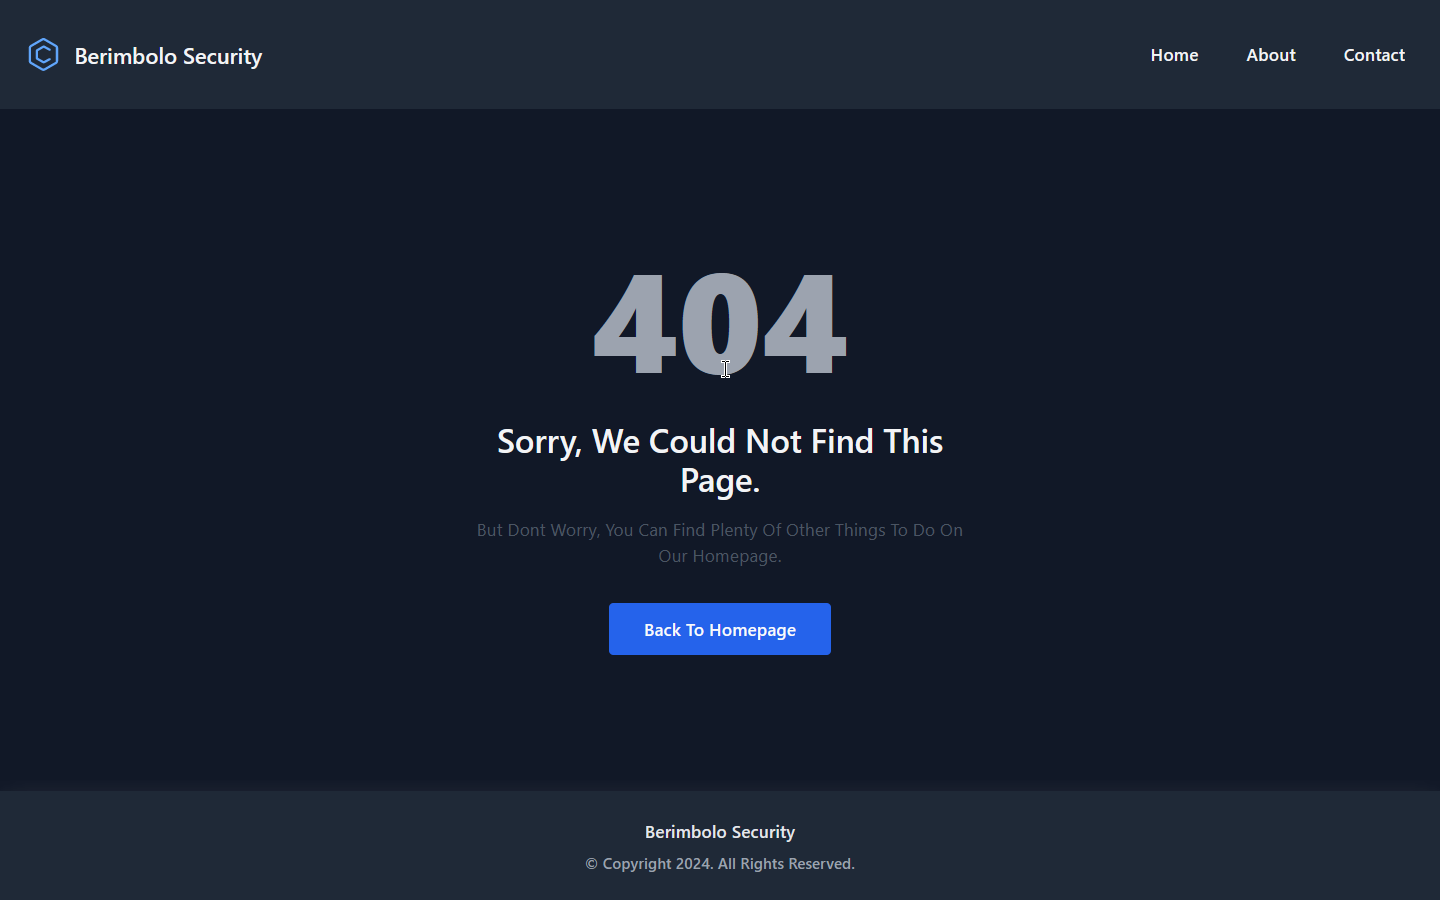 Berimbolo Security
Home
About
Contact
404
Sorry, We Could Not Find This
Page.
But Dont Worry, You Can Find Plenty Of Other Things To Do On
Our Homepage.
Back To Homepage
Berimbolo Security
© Copyright 2024. All Rights Reserved.